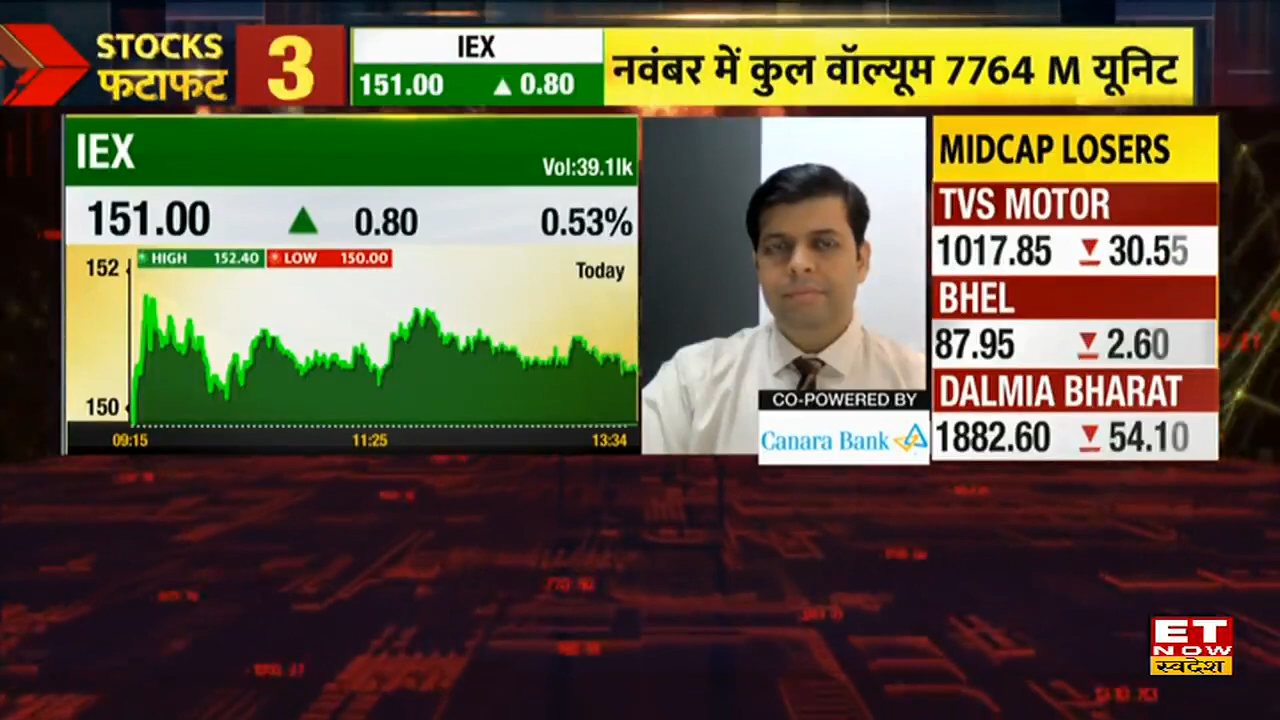 STOCKS
फटाफट
3
IEX
151.00 ▲ 0.80
नवंबर में कुल वॉल्यूम 7764 M यूनिट
IEX
Vol:39.1lk
151.00 ▲ 0.80 0.53%
HIGH 152.40 LOW 150.00
Today
152
150
09:15 11:25 13:34
CO-POWERED BY
Canara Bank
MIDCAP LOSERS
TVS MOTOR
1017.85 ▼ 30.55
BHEL
87.95 ▼ 2.60
DALMIA BHARAT
1882.60 ▼ 54.10
ET
NOW
स्वदेश